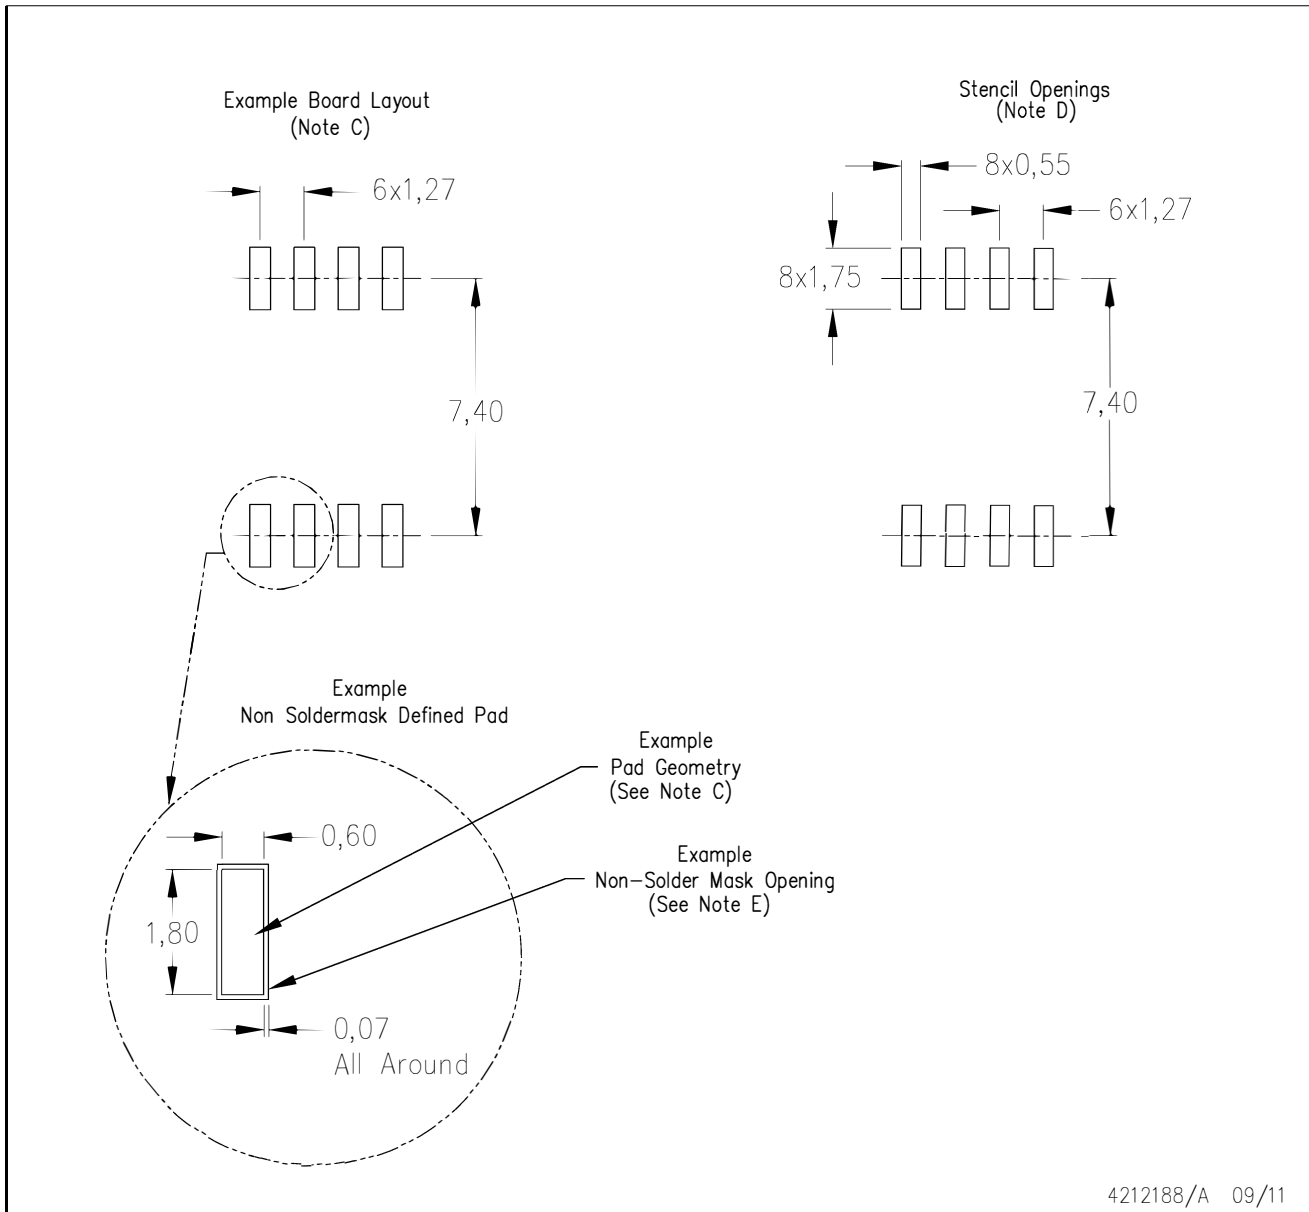 Example Board Layout
(Note C)
6x1,27
7,40
Stencil Openings
(Note D)
8x0,55
6x1,27
8x1,75
7,40
Example
Non Soldermask Defined Pad
Example
Pad Geometry
(See Note C)
0,60
Example
Non-Solder Mask Opening
(See Note E)
1,80
0,07
All Around
4212188/A 09/11